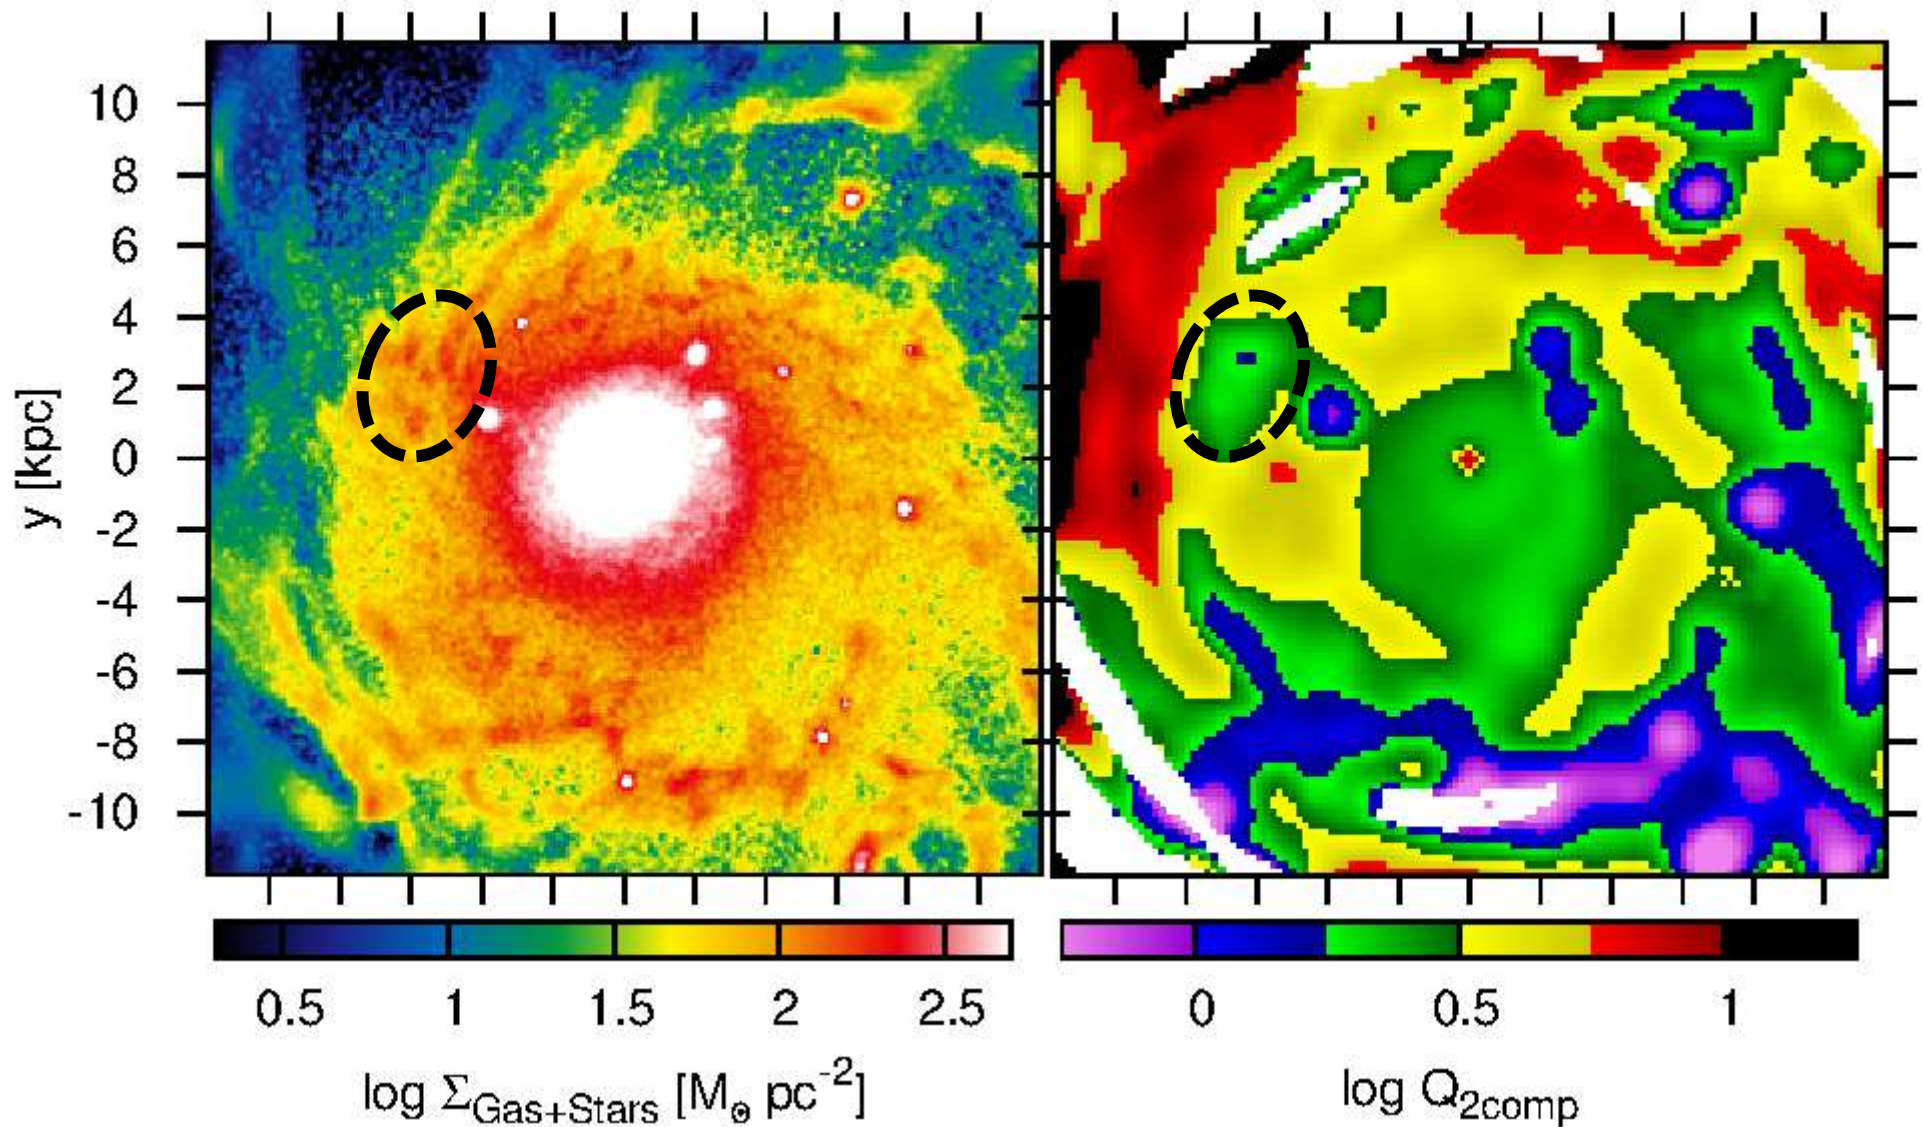 10
8
6
4
2
0
-2
-4
-6
-8
-10
y [kpc]
0.5 1 1.5 2 2.5
0 0.5 1
log Σ_Gas+Stars [M_⊙ pc^-2]
log Q_2comp